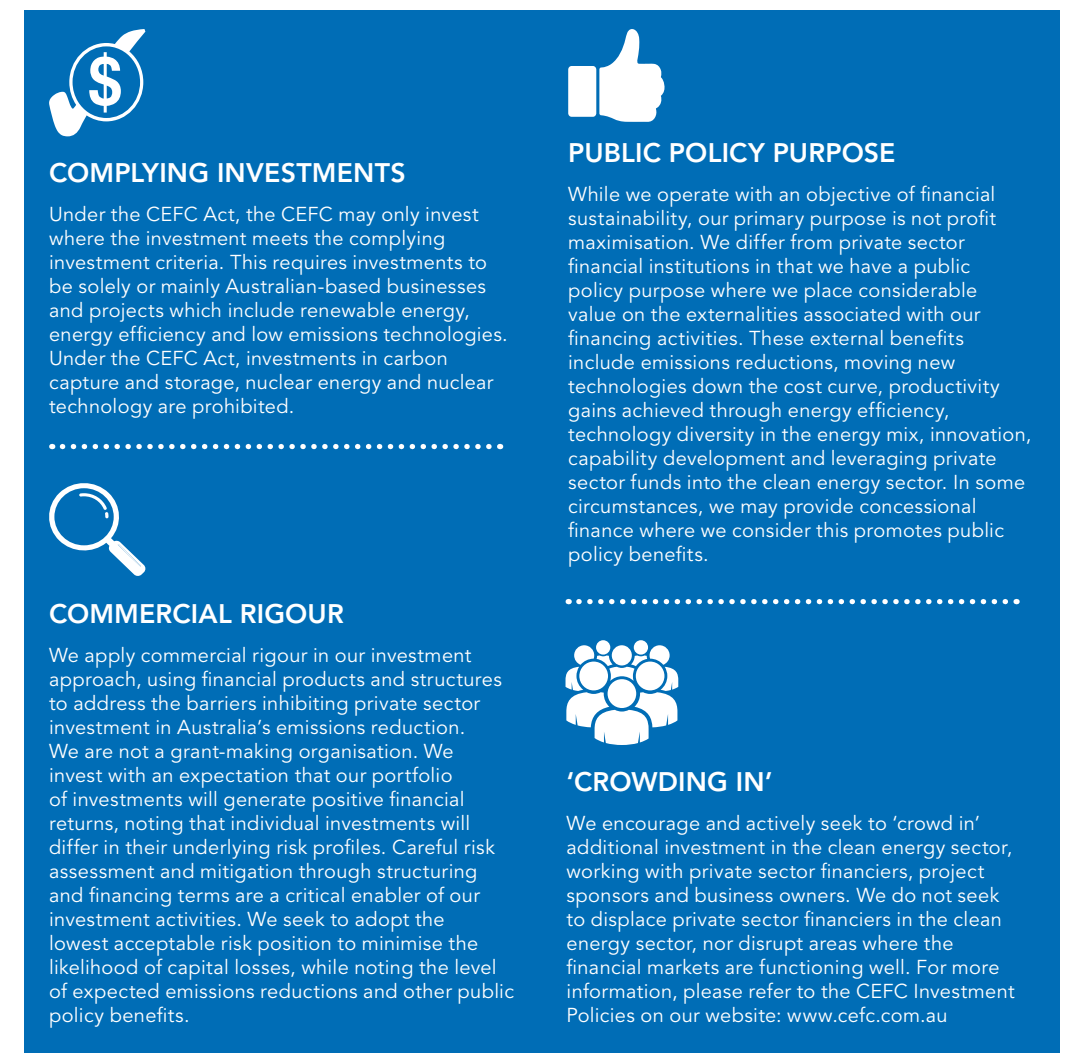 $
COMPLYING INVESTMENTS
Under the CEFC Act, the CEFC may only invest
where the investment meets the complying
investment criteria. This requires investments to
be solely or mainly Australian-based businesses
and projects which include renewable energy,
energy efficiency and low emissions technologies.
Under the CEFC Act, investments in carbon
capture and storage, nuclear energy and nuclear
technology are prohibited.
COMMERCIAL RIGOUR
We apply commercial rigour in our investment
approach, using financial products and structures
to address the barriers inhibiting private sector
investment in Australia’s emissions reduction.
We are not a grant-making organisation. We
invest with an expectation that our portfolio
of investments will generate positive financial
returns, noting that individual investments will
differ in their underlying risk profiles. Careful risk
assessment and mitigation through structuring
and financing terms are a critical enabler of our
investment activities. We seek to adopt the
lowest acceptable risk position to minimise the
likelihood of capital losses, while noting the level
of expected emissions reductions and other public
policy benefits.
PUBLIC POLICY PURPOSE
While we operate with an objective of financial
sustainability, our primary purpose is not profit
maximisation. We differ from private sector
financial institutions in that we have a public
policy purpose where we place considerable
value on the externalities associated with our
financing activities. These external benefits
include emissions reductions, moving new
technologies down the cost curve, productivity
gains achieved through energy efficiency,
technology diversity in the energy mix, innovation,
capability development and leveraging private
sector funds into the clean energy sector. In some
circumstances, we may provide concessional
finance where we consider this promotes public
policy benefits.
‘CROWDING IN’
We encourage and actively seek to ‘crowd in’
additional investment in the clean energy sector,
working with private sector financiers, project
sponsors and business owners. We do not seek
to displace private sector financiers in the clean
energy sector, nor disrupt areas where the
financial markets are functioning well. For more
information, please refer to the CEFC Investment
Policies on our website: www.cefc.com.au